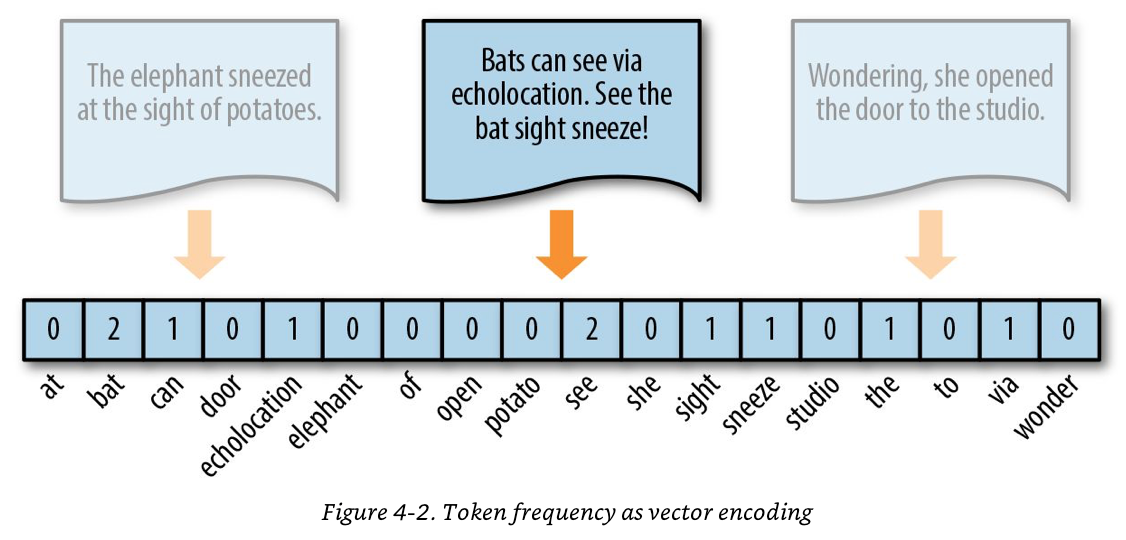 The elephant sneezed
at the sight of potatoes.
Bats can see via
echolocation. See the
bat sight sneeze!
Wondering, she opened
the door to the studio.
0 2 1 0 1 0 0 0 0 2 0 1 1 0 1 0 1 0
at bat can door echolocation elephant of open potato see she sight sneeze studio the to via wonder
Figure 4-2. Token frequency as vector encoding